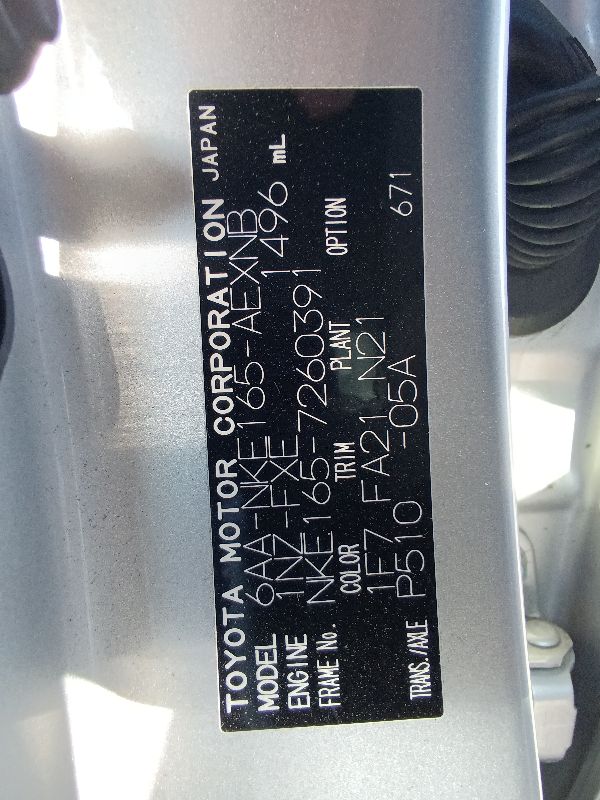 TOYOTA MOTOR CORPORATION JAPAN
MODEL 6AA-NKE165-AEXNB
ENGINE 1NZ-FXE 1496 mL
FRAME No. NKE165-7260391
COLOR TRIM PLANT OPTION
1F7 FA21 N21
TRANS./AXLE P510 -05A 671